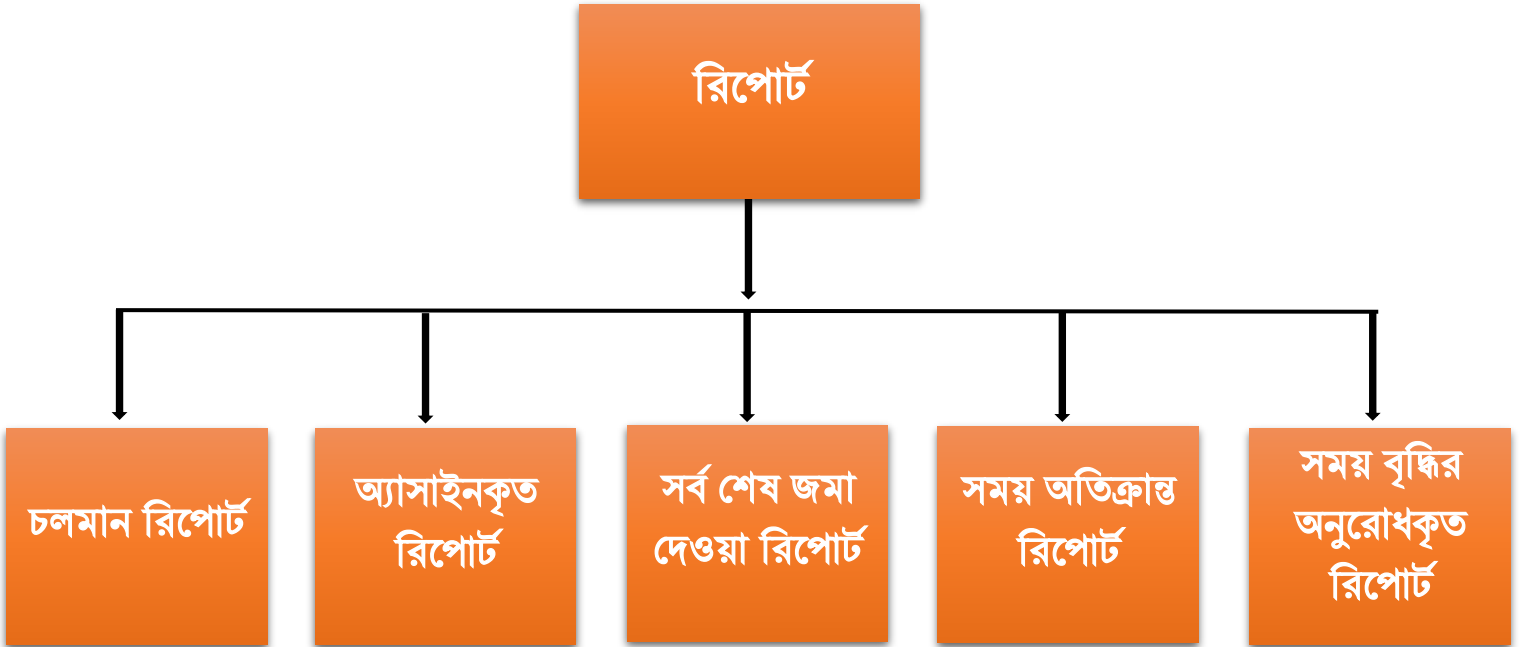 রিপোর্ট
চলমান রিপোর্ট
অ্যাসাইনকৃত
রিপোর্ট
সর্ব শেষ জমা
দেওয়া রিপোর্ট
সময় অতিক্রান্ত
রিপোর্ট
সময় বৃদ্ধির
অনুরোধকৃত
রিপোর্ট